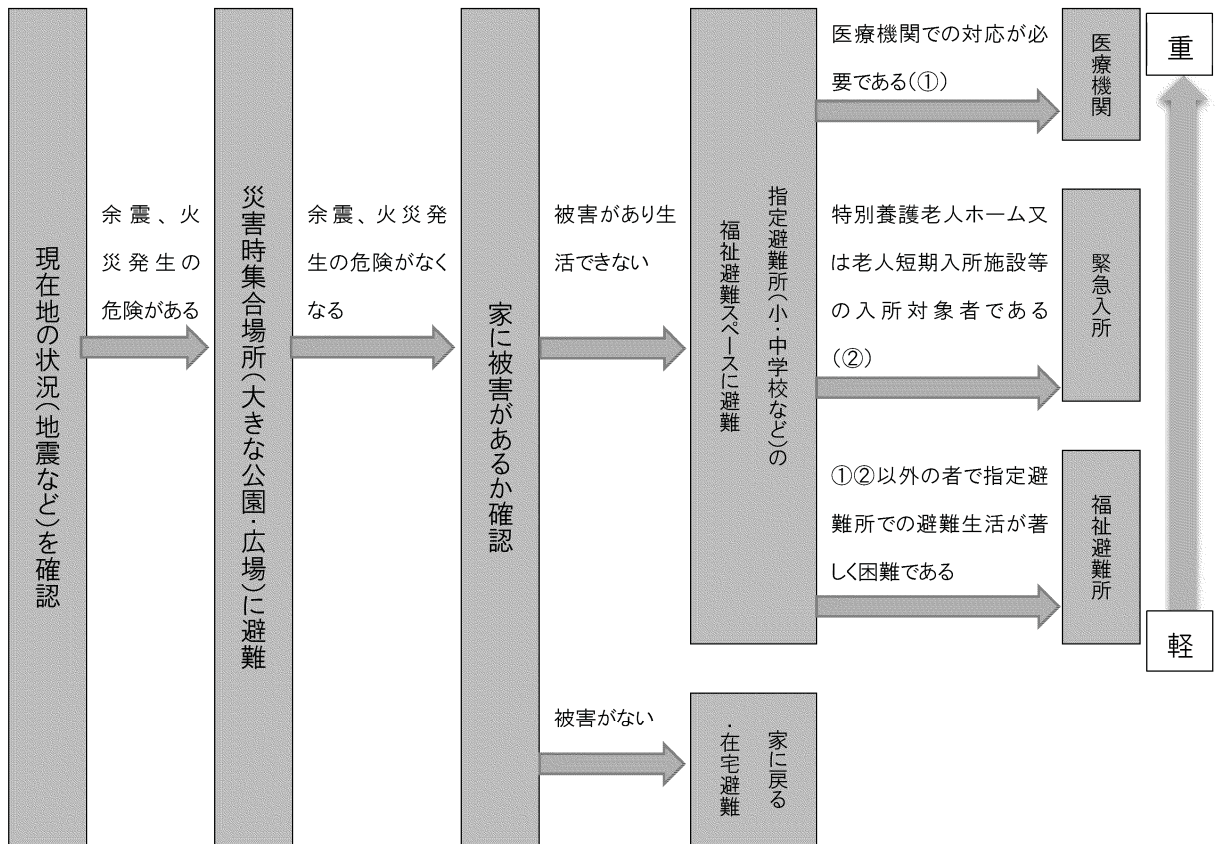 現在地の状況(地震など)を確認
余震、火
災発生の
危険がある
災害時集合場所(大きな公園・広場)に避難
余震、火災発
生の危険がなく
なる
家に被害があるか確認
被害があり生
活できない
指定避難所(小・中学校など)の
福祉避難スペースに避難
医療機関での対応が必
要である(①)
医療機関
特別養護老人ホーム又
は老人短期入所施設等
の入所対象者である
(②)
緊急入所
①②以外の者で指定避
難所での避難生活が著
しく困難である
福祉避難所
重
軽
被害がない
家に戻る
・在宅避難